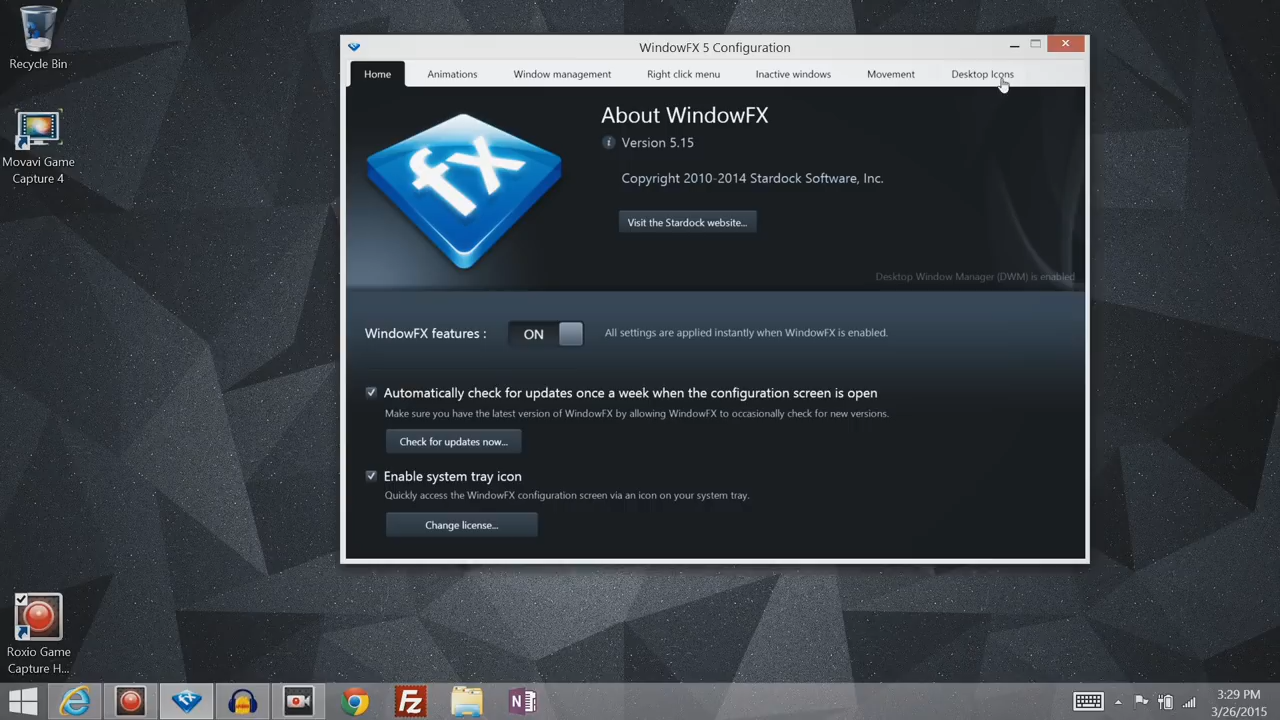 Recycle Bin
Movavi Game
Capture 4
Roxio Game
Capture H...
WindowFX 5 Configuration
Home
Animations
Window management
Right click menu
Inactive windows
Movement
Desktop Icons
fx
About WindowFX
Version 5.15
Copyright 2010-2014 Stardock Software, Inc.
Visit the Stardock website...
Desktop Window Manager (DWM) is enabled
WindowFX features :
ON
All settings are applied instantly when WindowFX is enabled.
Automatically check for updates once a week when the configuration screen is open
Make sure you have the latest version of WindowFX by allowing WindowFX to occasionally check for new versions.
Check for updates now...
Enable system tray icon
Quickly access the WindowFX configuration screen via an icon on your system tray.
Change license...
Fz
N
3:29 PM
3/26/2015